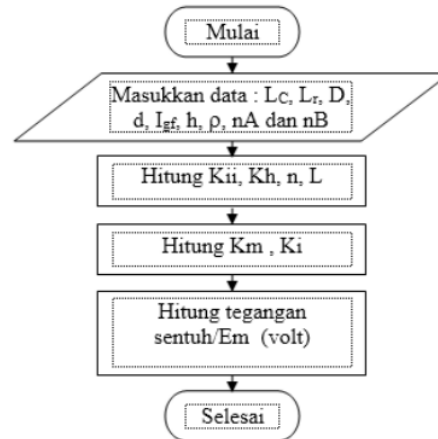 Mulai
Masukkan data : LC, Lr, D,
d, Igf, h, ρ, nA dan nB
Hitung Kii, Kh, n, L
Hitung Km , Ki
Hitung tegangan
sentuh/Em (volt)
Selesai